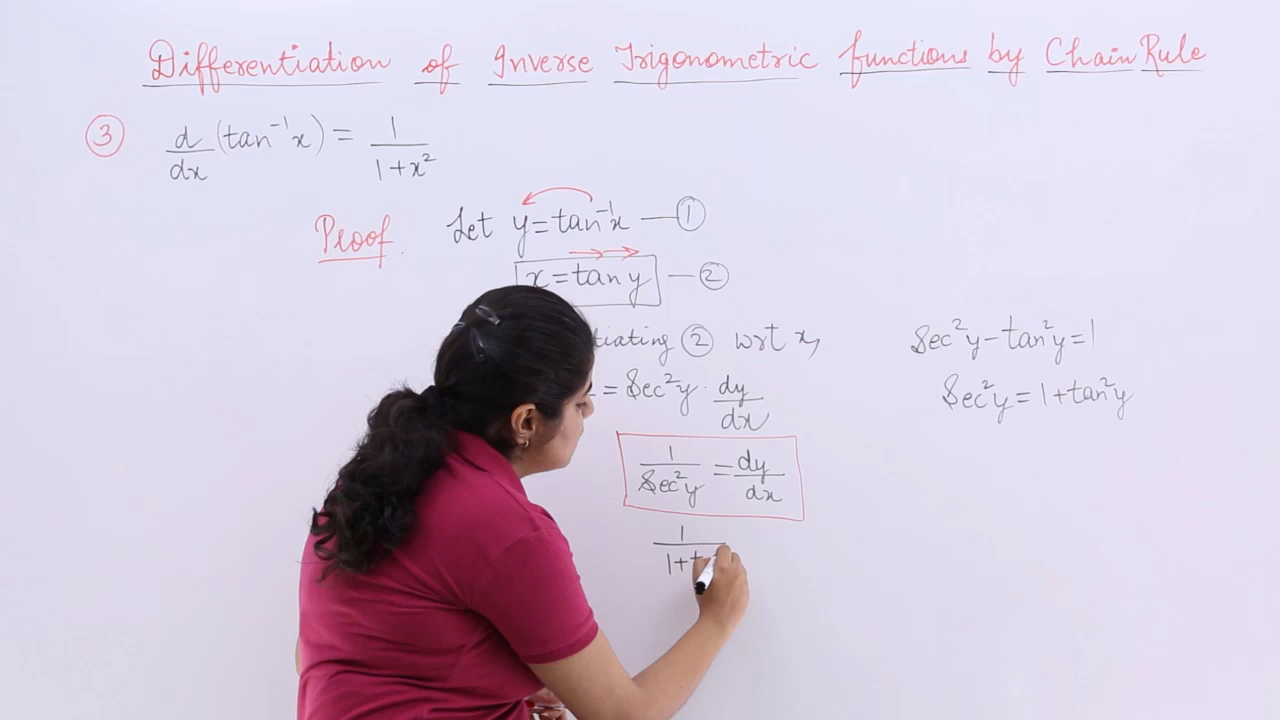 Differentiation of Inverse Trigonometric functions by Chain Rule
③ d/dx (tan⁻¹x) = 1/(1+x²)
Proof. Let y = tan⁻¹x —①
x = tan y —②
② wrt x,
= Sec²y · dy/dx
1/Sec²y = dy/dx
1/(1+t
Sec²y − tan²y = 1
Sec²y = 1 + tan²y